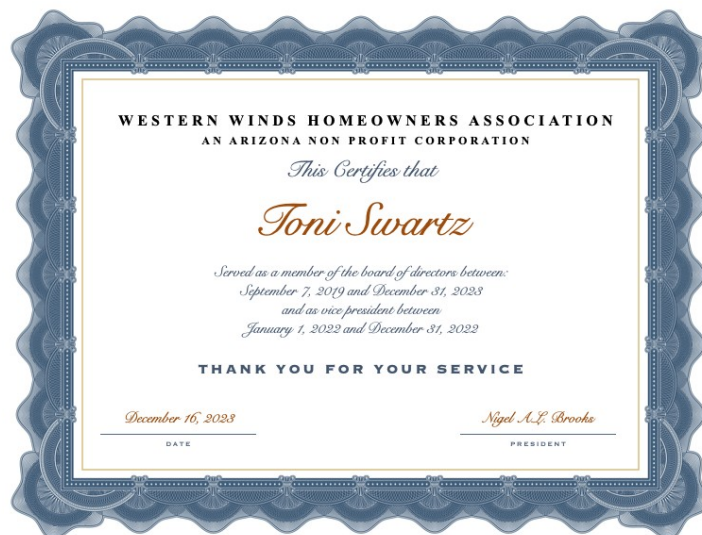 WESTERN WINDS HOMEOWNERS ASSOCIATION
AN ARIZONA NON PROFIT CORPORATION
This Certifies that
Toni Swartz
Served as a member of the board of directors between:
September 7, 2019 and December 31, 2023
and as vice president between
January 1, 2022 and December 31, 2022
THANK YOU FOR YOUR SERVICE
December 16, 2023
Nigel A.L. Brooks
DATE
PRESIDENT